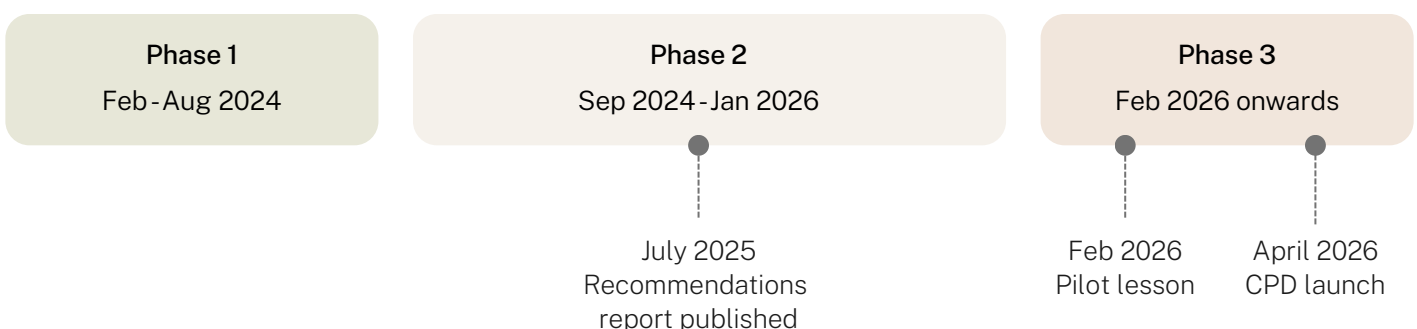 Phase 1
Feb - Aug 2024
Phase 2
Sep 2024 - Jan 2026
Phase 3
Feb 2026 onwards
July 2025
Recommendations
report published
Feb 2026
Pilot lesson
April 2026
CPD launch